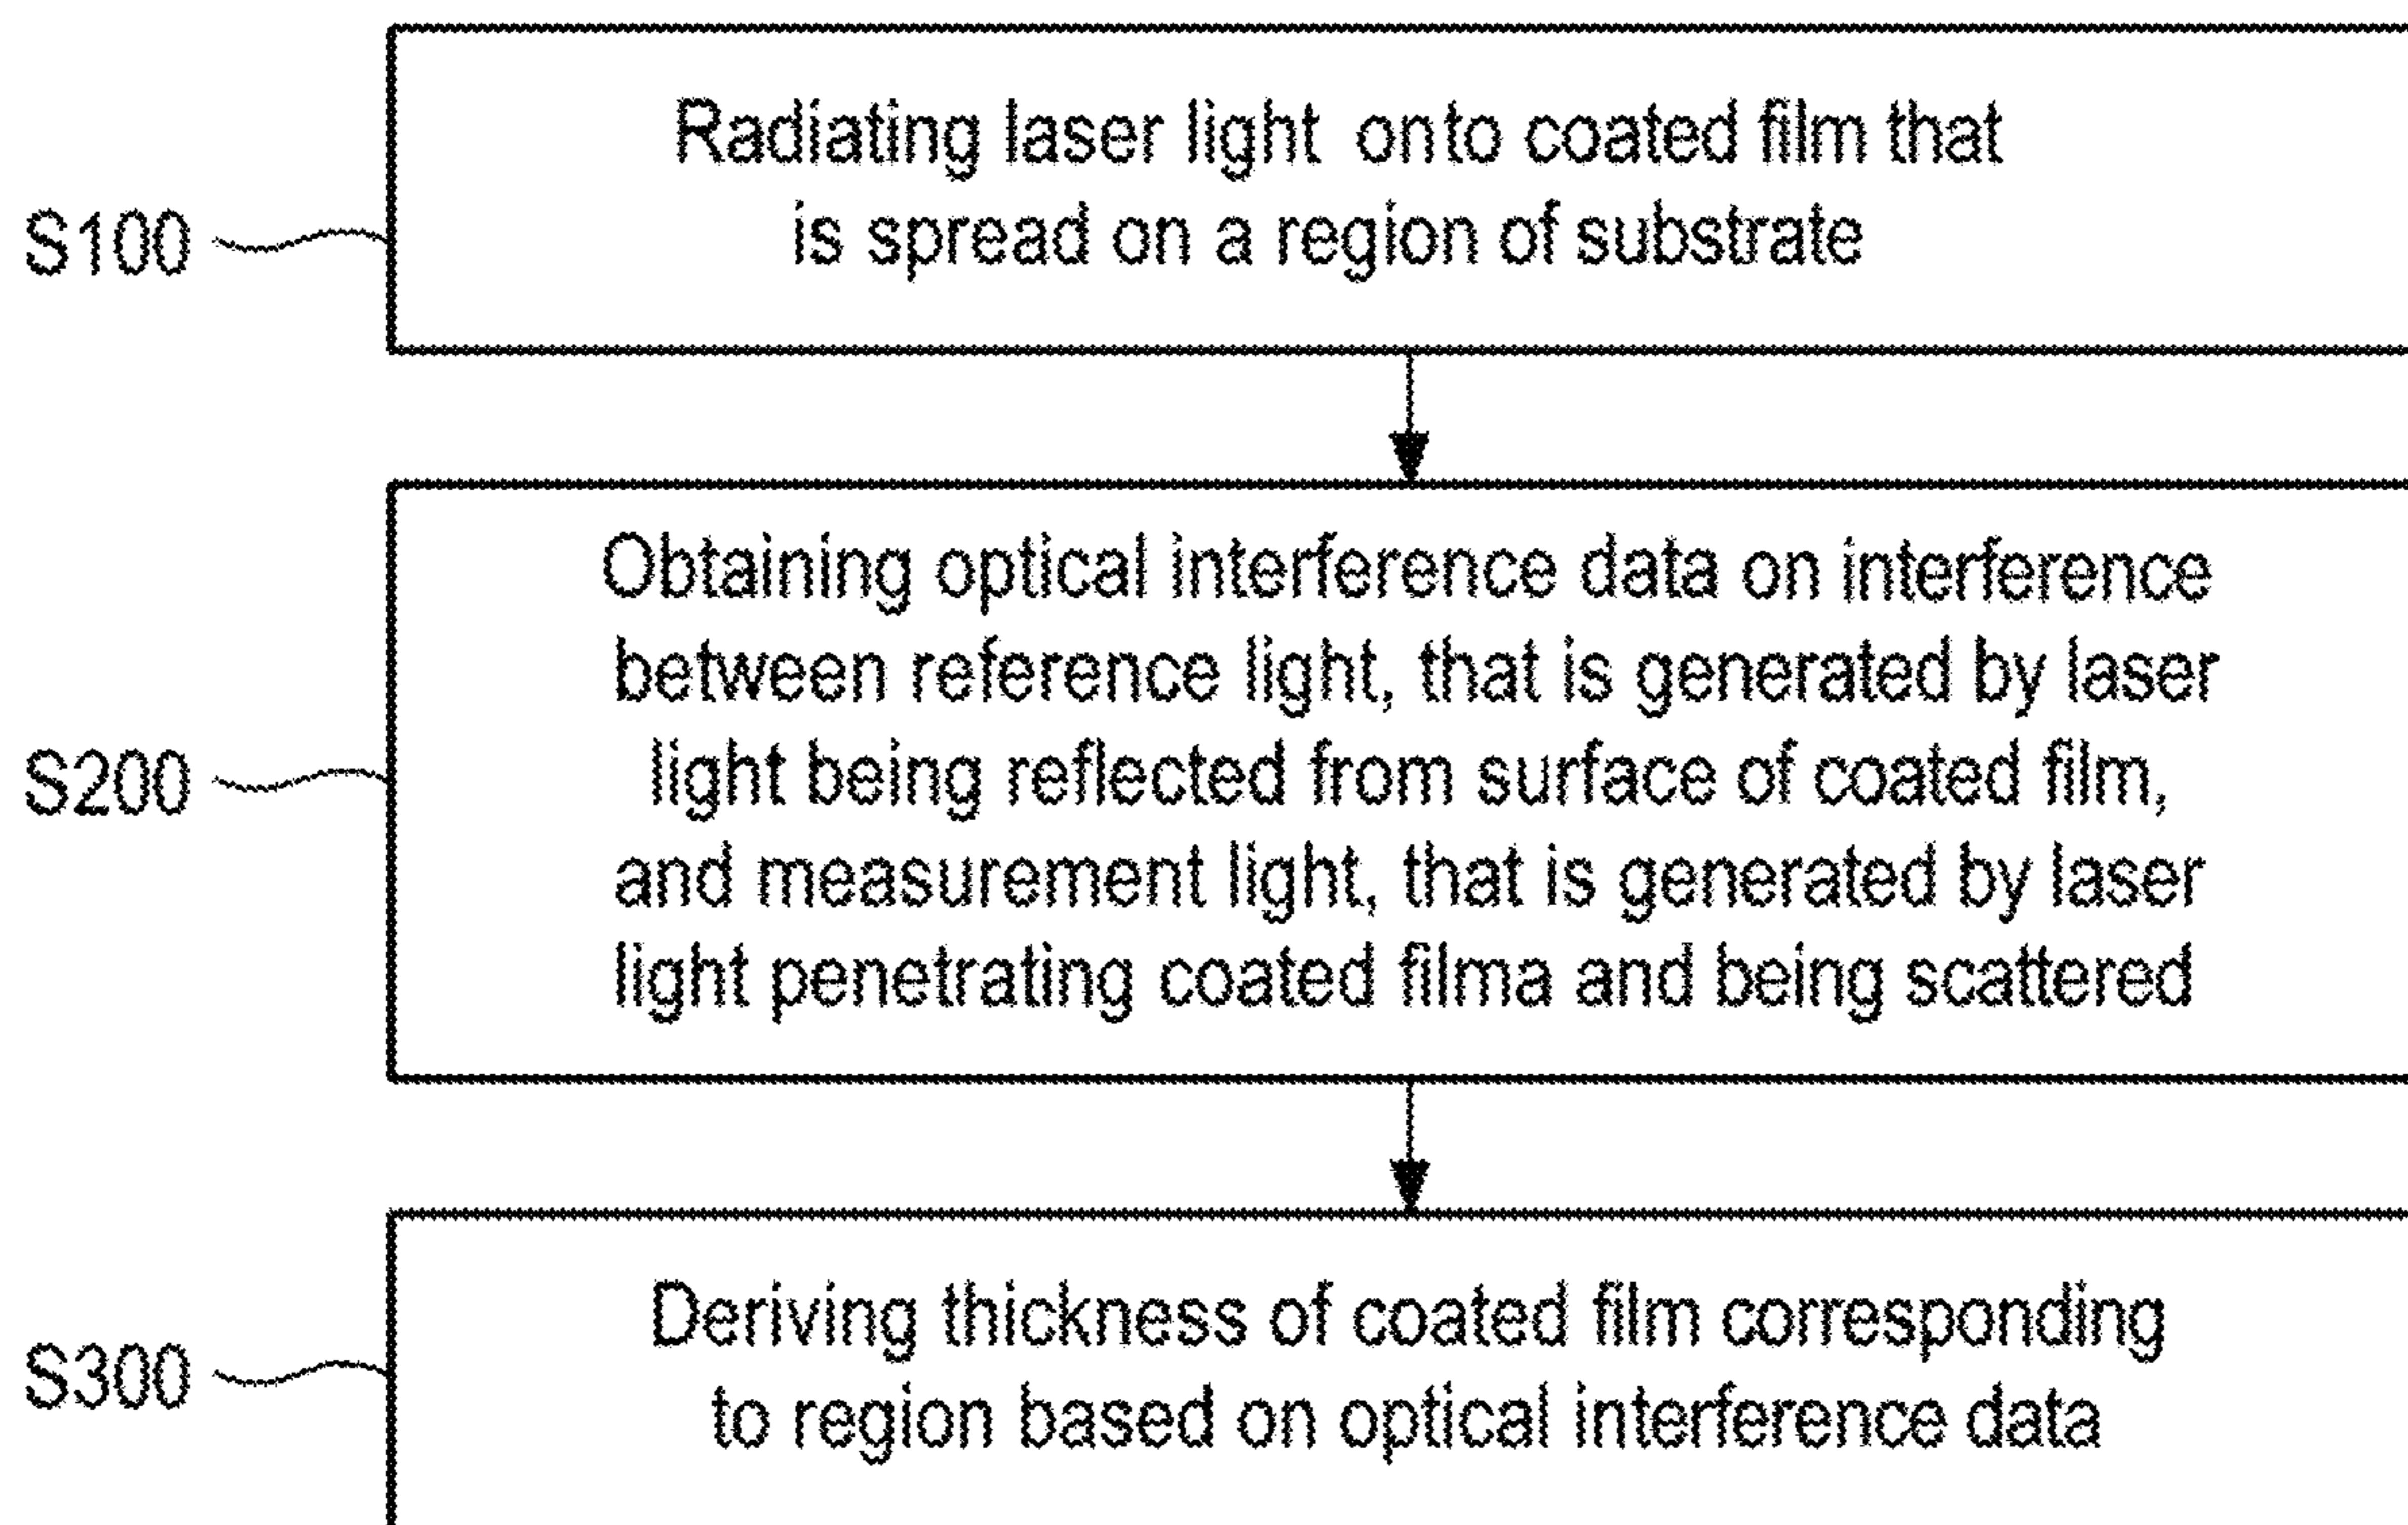 Radiating laser light onto coated film that
is spread on a region of substrate
S100
Obtaining optical interference data on interference
between reference light, that is generated by laser
light being reflected from surface of coated film,
and measurement light, that is generated by laser
light penetrating coated filma and being scattered
S200
Deriving thickness of coated film corresponding
to region based on optical interference data
S300